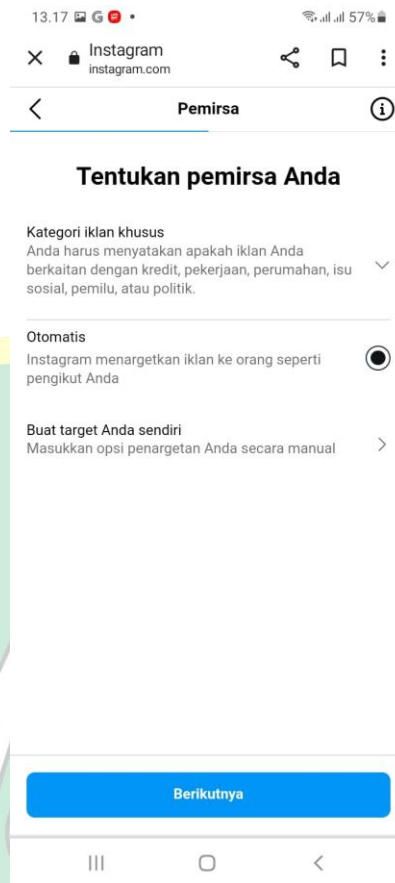 13.17 G 57%
Instagram
instagram.com
Pemirsa
Tentukan pemirsa Anda
Kategori iklan khusus
Anda harus menyatakan apakah iklan Anda
berkaitan dengan kredit, pekerjaan, perumahan, isu
sosial, pemilu, atau politik.
Otomatis
Instagram menargetkan iklan ke orang seperti
pengikut Anda
Buat target Anda sendiri
Masukkan opsi penargetan Anda secara manual
Berikutnya